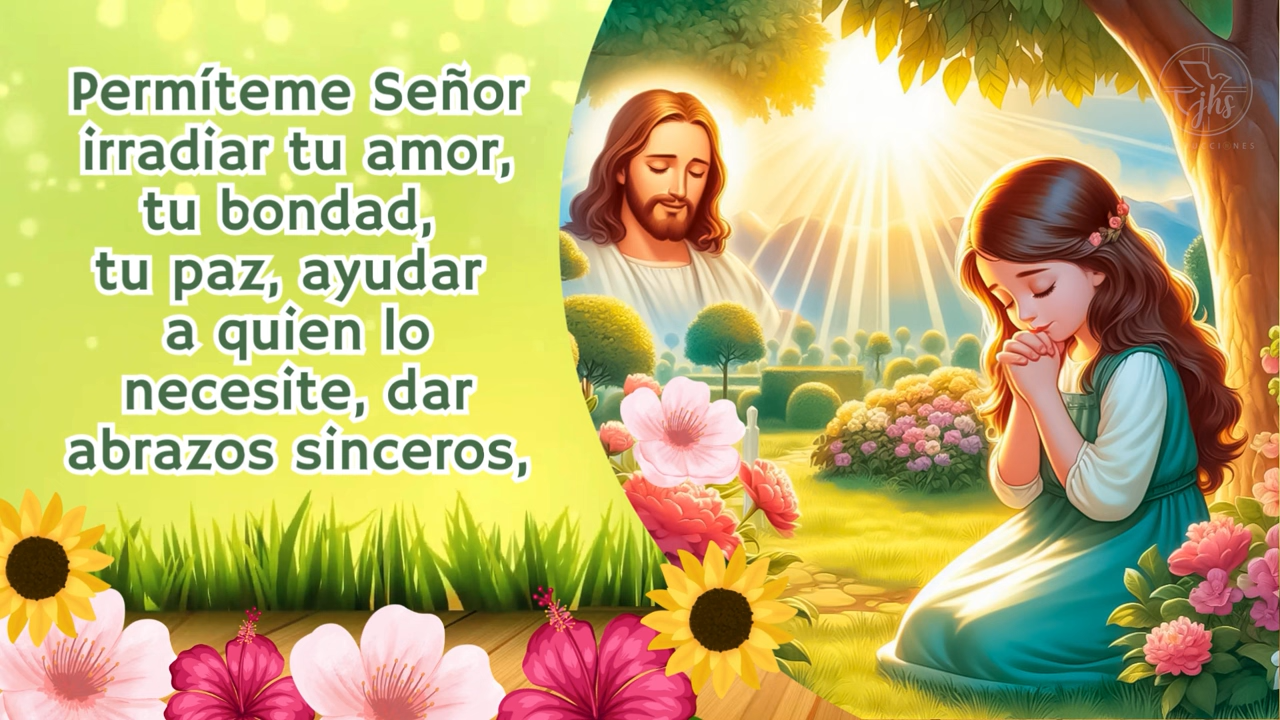 Permíteme Señor
irradiar tu amor,
tu bondad,
tu paz, ayudar
a quien lo
necesite, dar
abrazos sinceros,
jhs